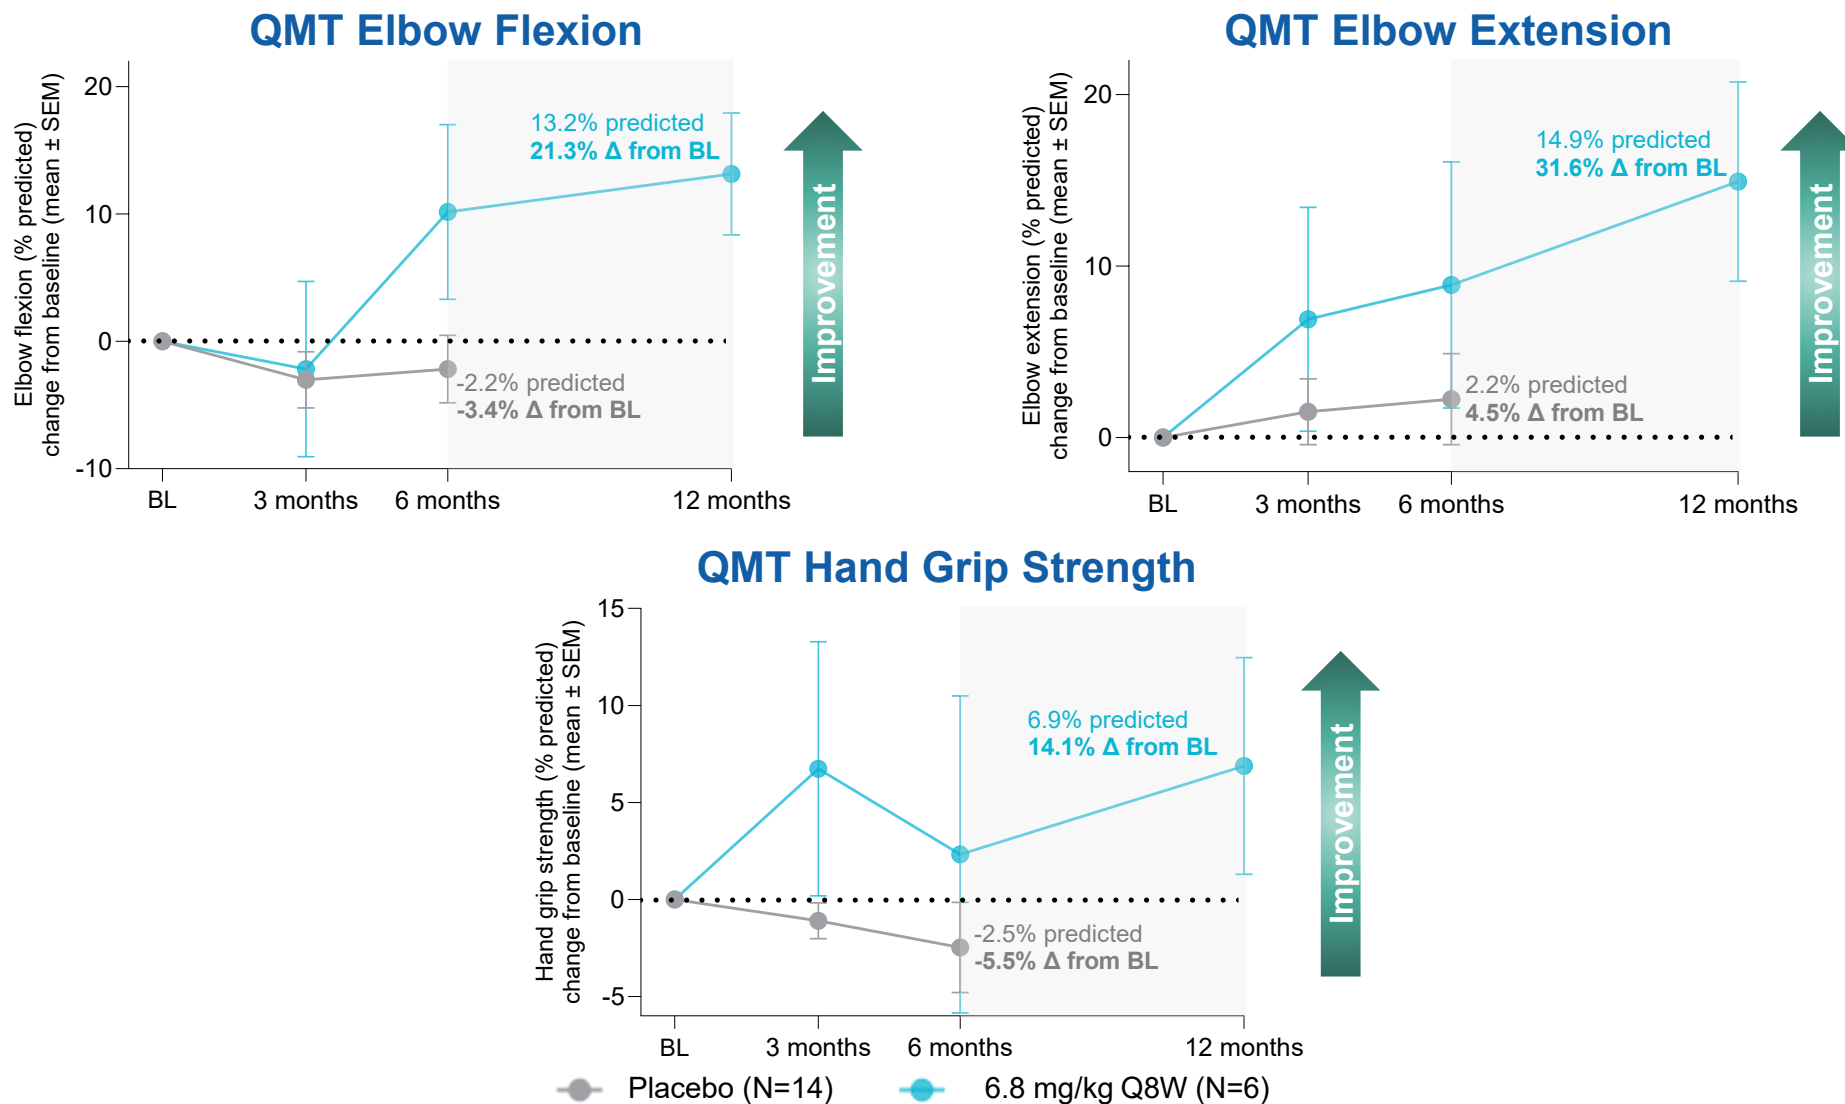 QMT Elbow Flexion
Elbow flexion (% predicted)
change from baseline (mean ± SEM)
20
10
0
-10
13.2% predicted
21.3% Δ from BL
-2.2% predicted
-3.4% Δ from BL
BL
3 months
6 months
12 months
Improvement
QMT Elbow Extension
Elbow extension (% predicted)
change from baseline (mean ± SEM)
20
10
0
14.9% predicted
31.6% Δ from BL
2.2% predicted
4.5% Δ from BL
BL
3 months
6 months
12 months
Improvement
QMT Hand Grip Strength
Hand grip strength (% predicted)
change from baseline (mean ± SEM)
15
10
5
0
-5
6.9% predicted
14.1% Δ from BL
-2.5% predicted
-5.5% Δ from BL
BL
3 months
6 months
12 months
Improvement
Placebo (N=14)
6.8 mg/kg Q8W (N=6)